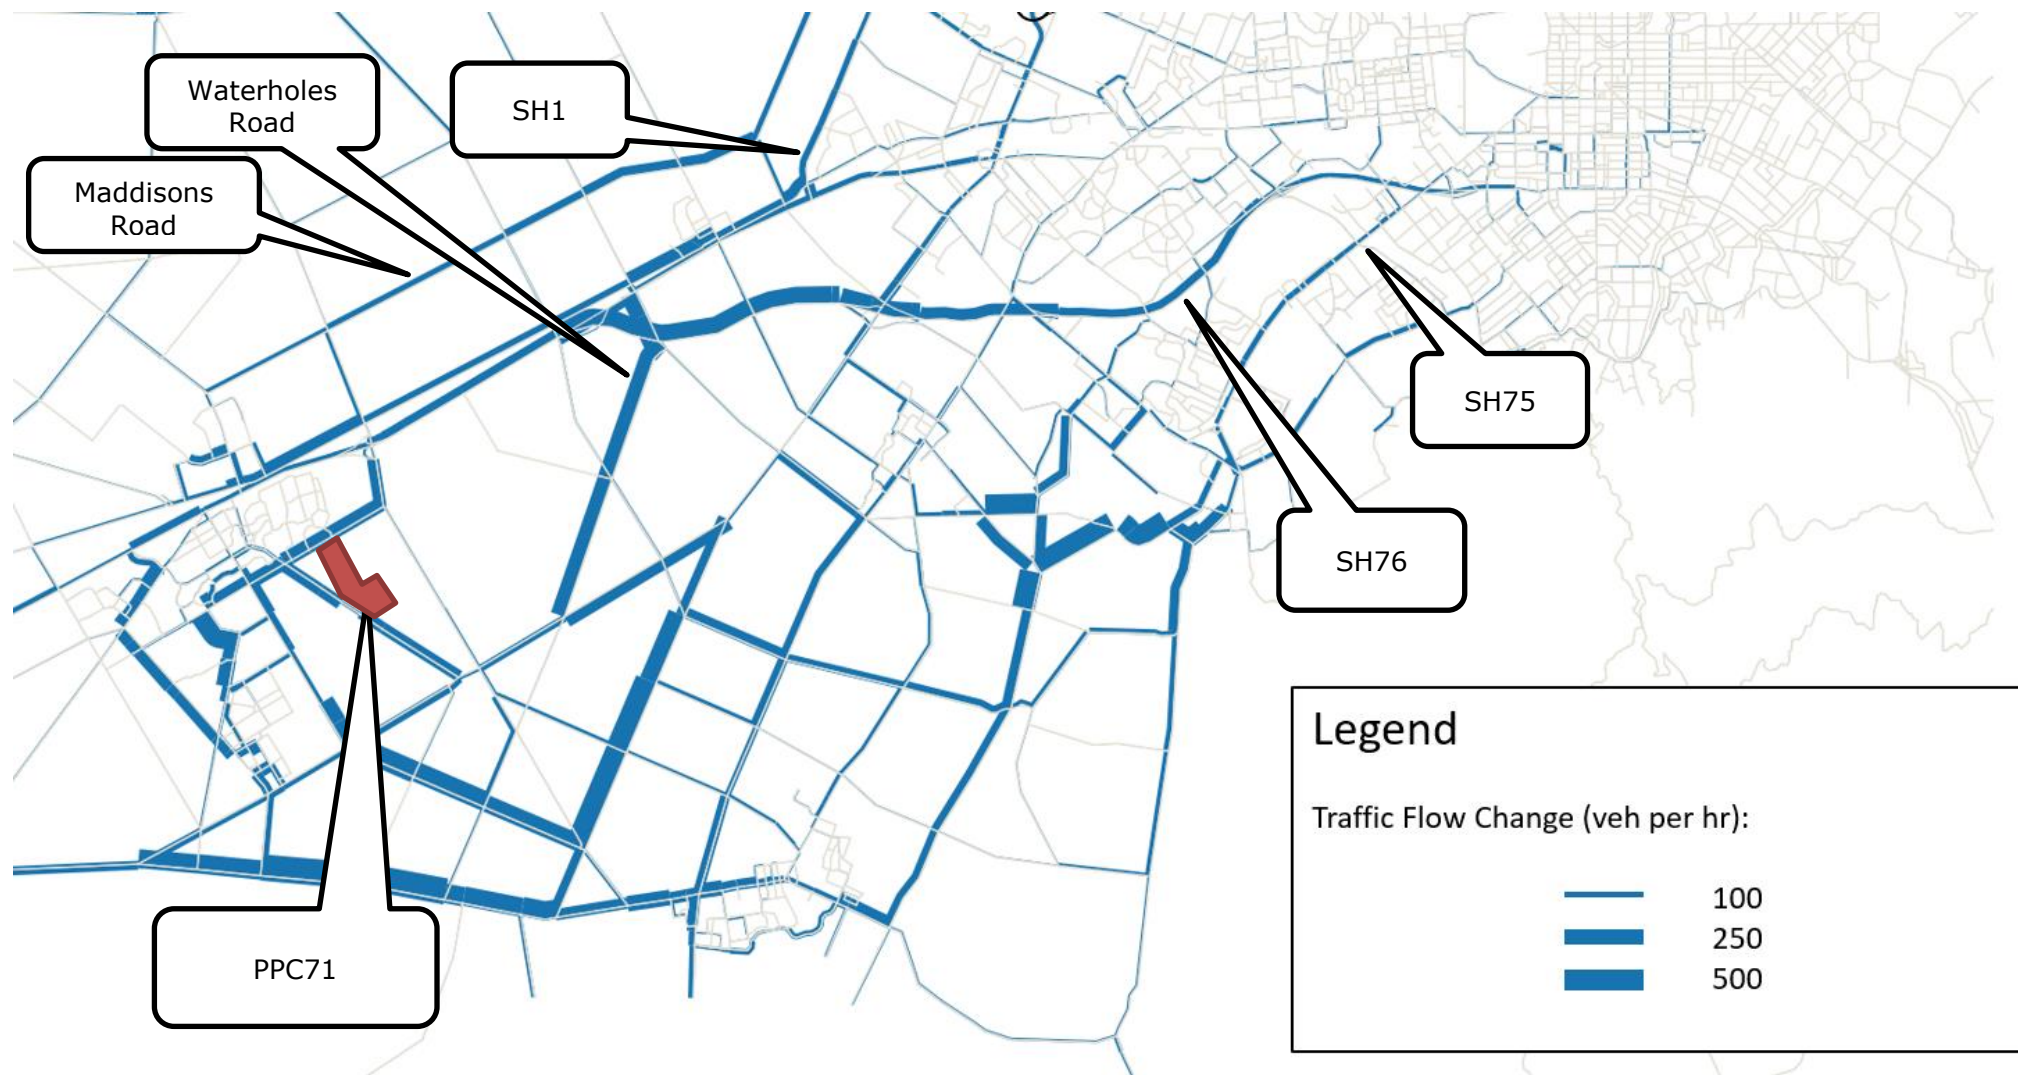 Waterholes
Road
SH1
Maddisons
Road
SH75
SH76
PPC71
Legend
Traffic Flow Change (veh per hr):
100
250
500